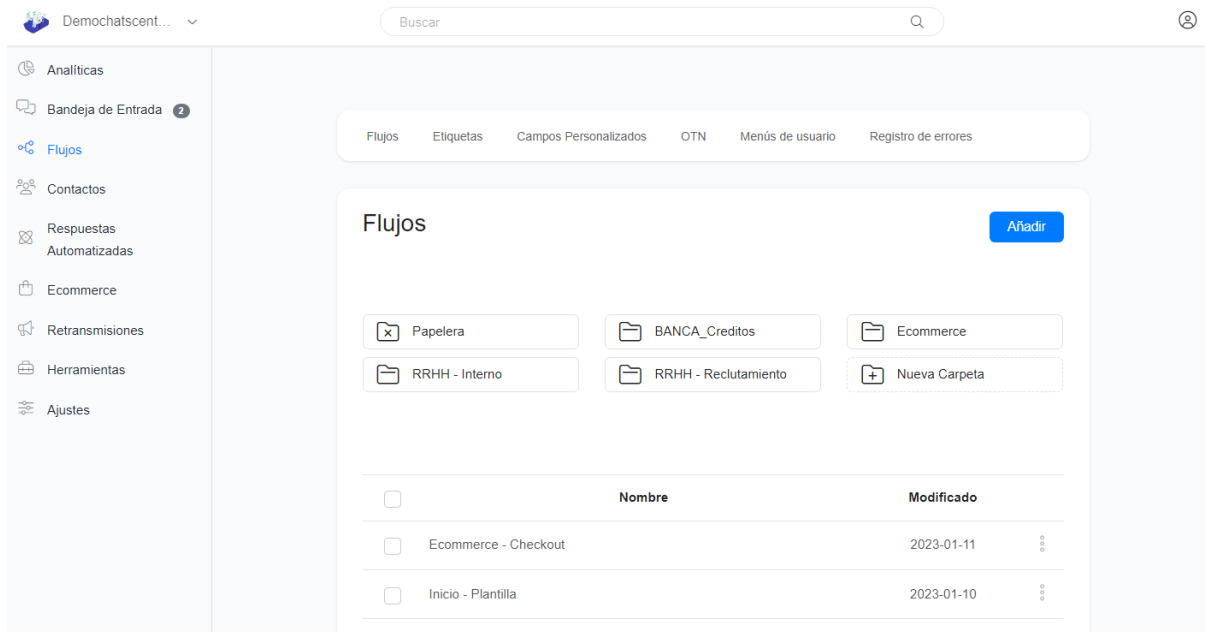 Demochatscent...
Buscar
Analíticas
Bandeja de Entrada 2
Flujos
Contactos
Respuestas
Automatizadas
Ecommerce
Retransmisiones
Herramientas
Ajustes
Flujos Etiquetas Campos Personalizados OTN Menús de usuario Registro de errores
Flujos
Añadir
Papelera BANCA_Creditos Ecommerce
RRHH - Interno RRHH - Reclutamiento Nueva Carpeta
Nombre Modificado
Ecommerce - Checkout 2023-01-11
Inicio - Plantilla 2023-01-10